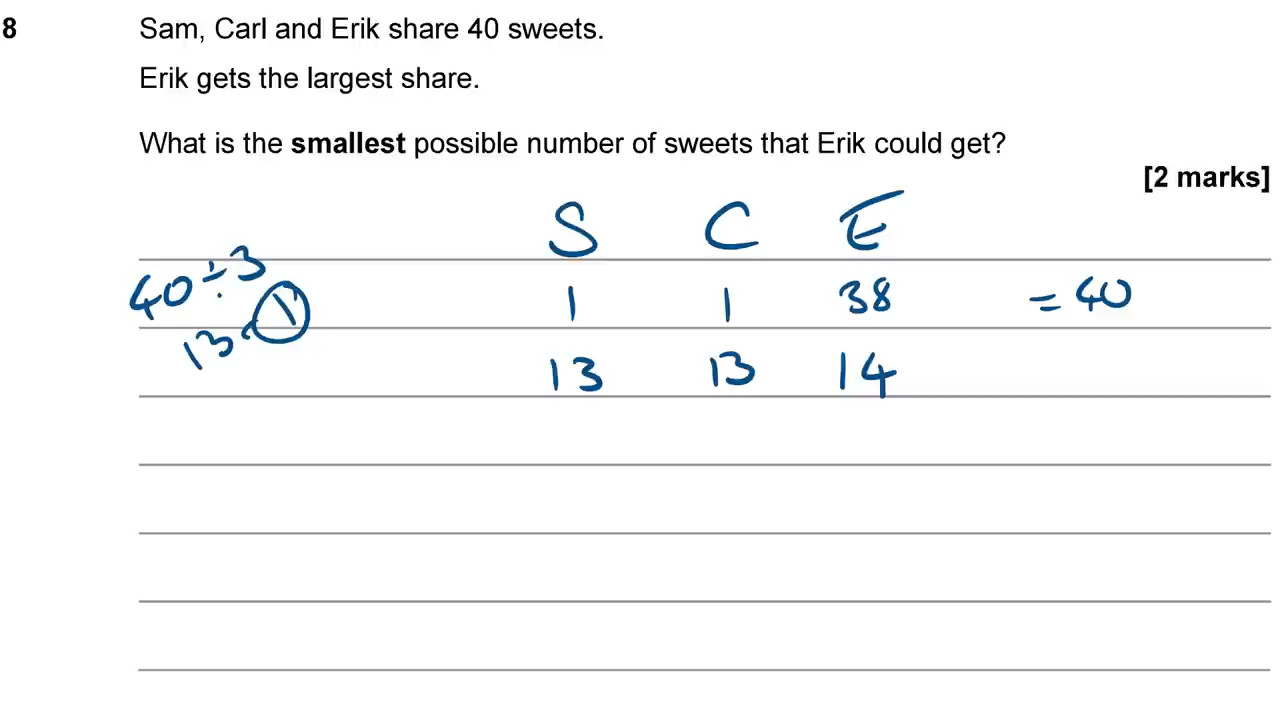 8 Sam, Carl and Erik share 40 sweets.
Erik gets the largest share.
What is the smallest possible number of sweets that Erik could get?
[2 marks]
S C E
40 ÷ 3
1 1 38 = 40
13
13 13 14